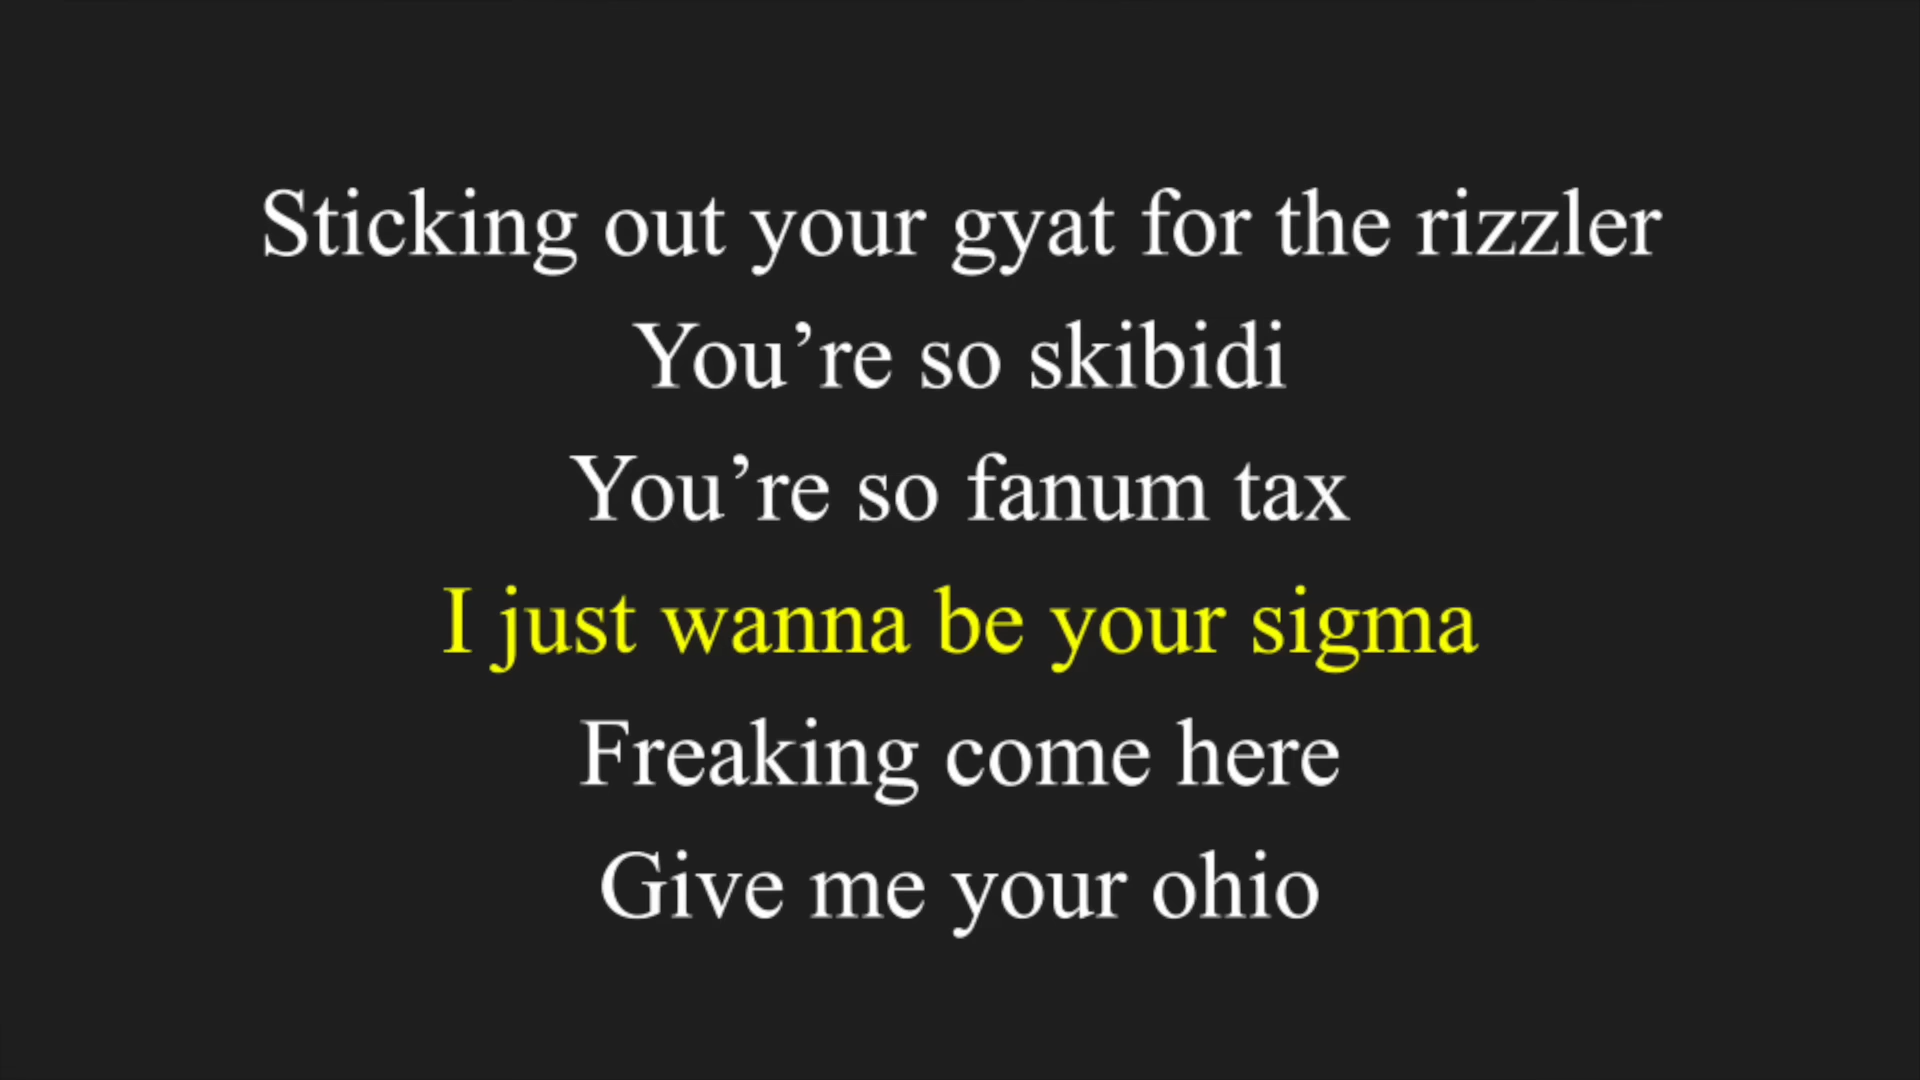 Sticking out your gyat for the rizzler
You’re so skibidi
You’re so fanum tax
I just wanna be your sigma
Freaking come here
Give me your ohio